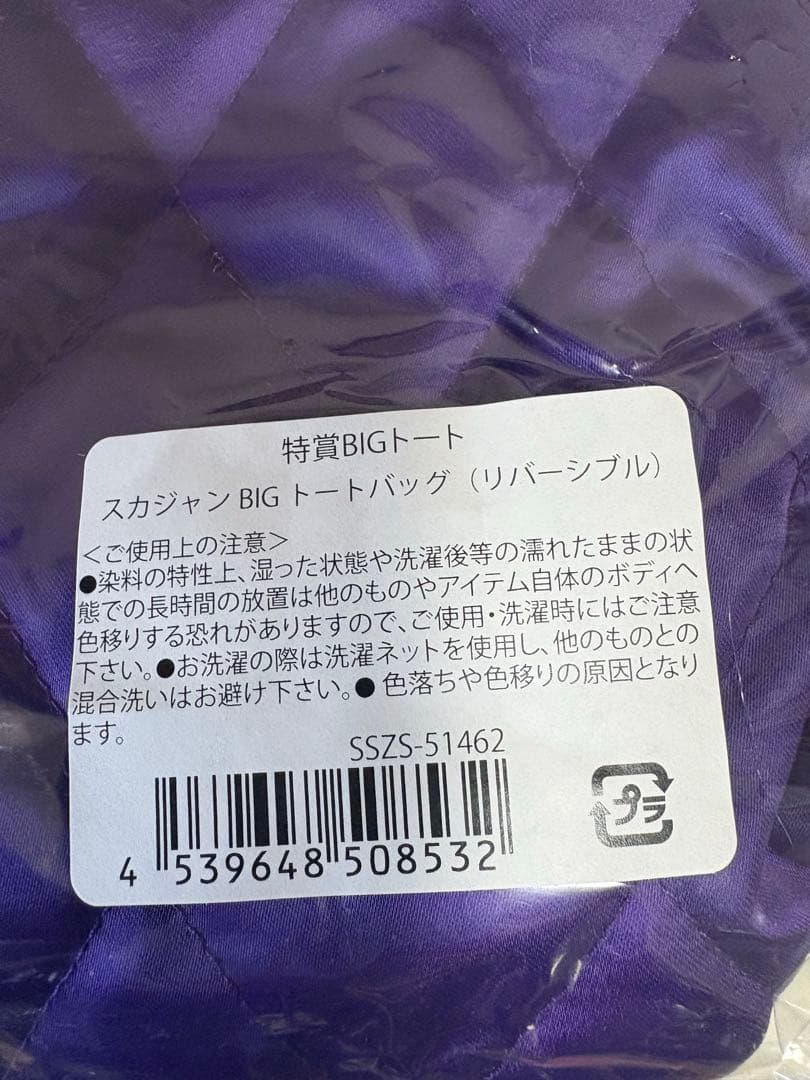 特賞BIGトート
スカジャン BIG トートバッグ（リバーシブル）
＜ご使用上の注意＞
●染料の特性上、湿った状態や洗濯後等の濡れたままの状
態での長時間の放置は他のものやアイテム自体のボディへ
色移りする恐れがありますので、ご使用・洗濯時にはご注意
下さい。●お洗濯の際は洗濯ネットを使用し、他のものとの
混合洗いはお避け下さい。● 色落ちや色移りの原因となり
ます。
SSZS-51462
4 539648 508532
プラ